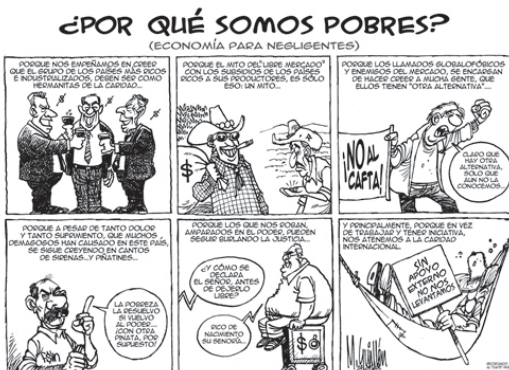 ¿POR QUÉ SOMOS POBRES?
(ECONOMÍA PARA NEGLIGENTES)
PORQUE NOS EMPEÑAMOS EN CREER
QUE EL GRUPO DE LOS PAÍSES MÁS RICOS
E INDUSTRIALIZADOS, DEBEN SER COMO
HERMANITAS DE LA CARIDAD...
PORQUE EL MITO DEL "LIBRE MERCADO"
CON LOS SUBSIDIOS DE LOS PAÍSES
RICOS A SUS PRODUCTORES, ES SÓLO
ESO: UN MITO...
$
PORQUE LOS LLAMADOS GLOBALOFÓBICOS
Y ENEMIGOS DEL MERCADO, SE ENCARGAN
DE HACER CREER A MUCHA GENTE, QUE
ELLOS TIENEN "OTRA ALTERNATIVA"...
¡NO AL
CAFTA!
CLARO QUE
HAY OTRA
ALTERNATIVA,
SOLO QUE
AUN NO LA
CONOCEMOS...
PORQUE A PESAR DE TANTO DOLOR
Y TANTO SUFRIMIENTO, QUE MUCHOS
DEMAGOGOS HAN CAUSADO EN ESTE PAÍS,
SE SIGUE CREYENDO EN CANTOS
DE SIRENAS...Y PIÑATINES...
LA POBREZA
LA RESUELVO
SI VUELVO
AL PODER....
¡CON OTRA
PIÑATA, POR
SUPUESTO!
PORQUE LOS QUE NOS ROBAN,
AMPARADOS EN EL PODER, PUEDEN
SEGUIR BURLANDO LA JUSTICIA...
¿Y CÓMO SE
DECLARA
EL SEÑOR, ANTES
DE DEJARLO
LIBRE?
RICO DE
NACIMIENTO
SU SEÑORÍA...
$
Y PRINCIPALMENTE, PORQUE EN VEZ
DE TRABAJAR Y TENER INICIATIVA,
NOS ATENEMOS A LA CARIDAD
INTERNACIONAL.
SIN
APOYO
EXTERNO
NO NOS
LEVANTAMOS
M. Guillén